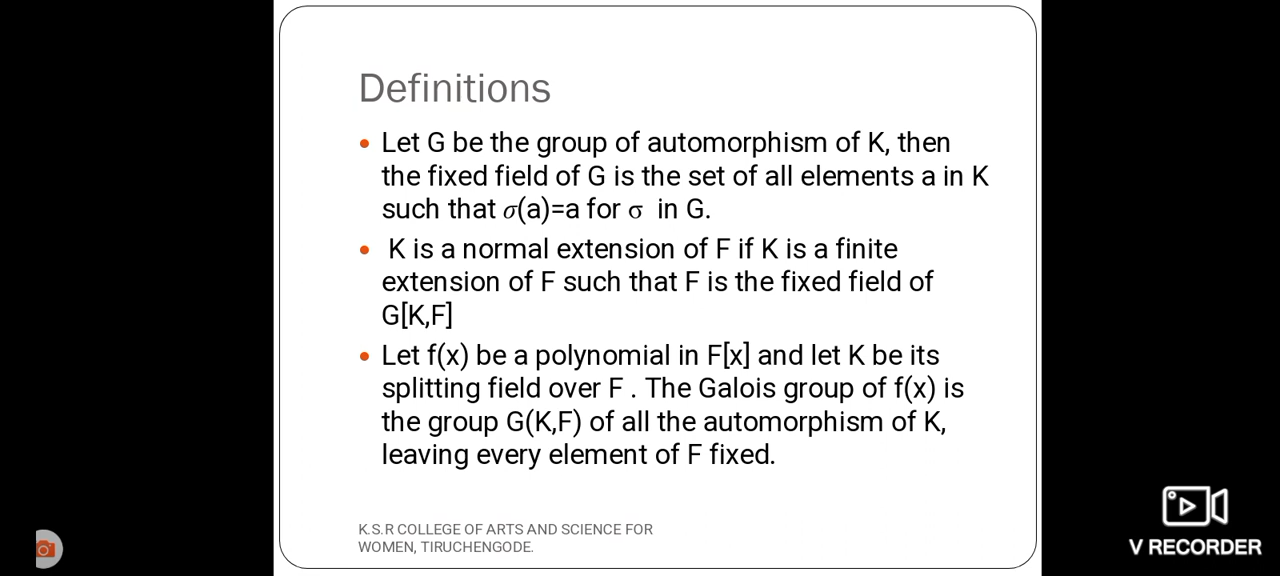 Definitions
• Let G be the group of automorphism of K, then
the fixed field of G is the set of all elements a in K
such that 𝜎(a)=a for σ in G.
• K is a normal extension of F if K is a finite
extension of F such that F is the fixed field of
G[K,F]
• Let f(x) be a polynomial in F[x] and let K be its
splitting field over F . The Galois group of f(x) is
the group G(K,F) of all the automorphism of K,
leaving every element of F fixed.
K.S.R COLLEGE OF ARTS AND SCIENCE FOR
WOMEN, TIRUCHENGODE.
V RECORDER